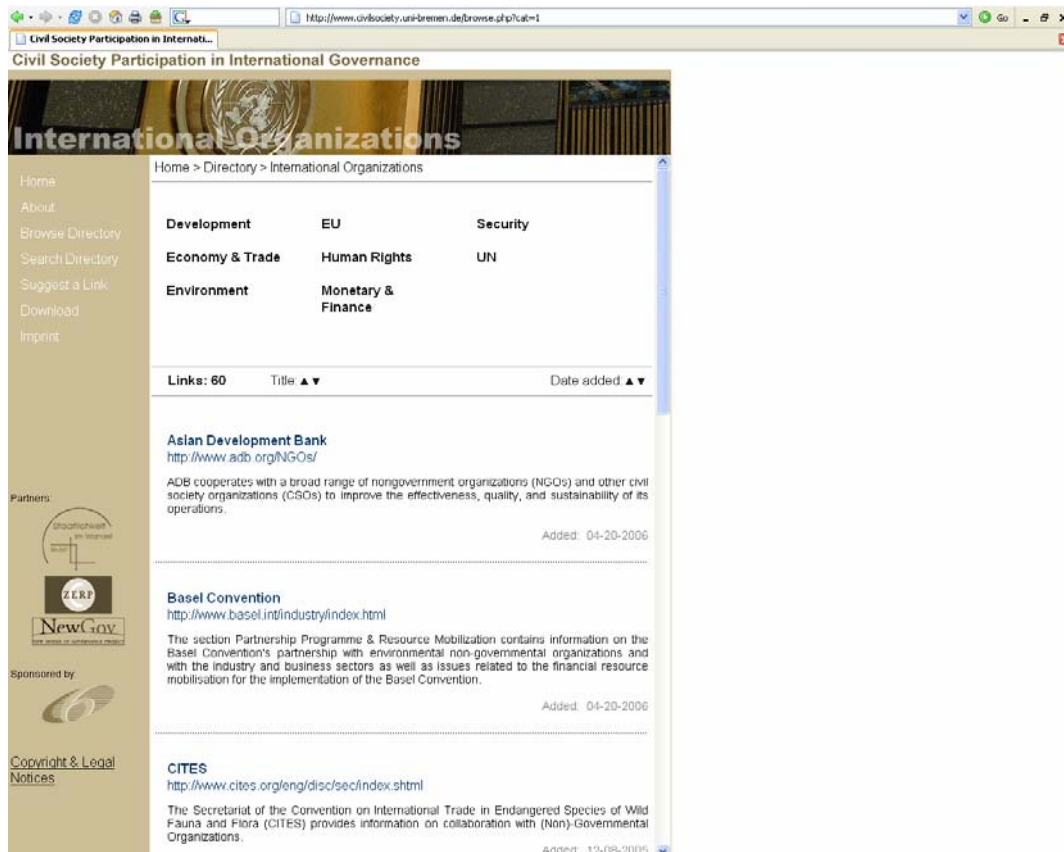 http://www.civilsociety.uni-bremen.de/browse.php?cat=1
Go
Civil Society Participation in Internati...
Civil Society Participation in International Governance
International Organizations
Home > Directory > International Organizations
Home
About
Browse Directory
Search Directory
Suggest a Link
Download
Imprint
Development EU Security
Economy & Trade Human Rights UN
Environment Monetary &
Finance
Links: 60 Title: ▲ ▼ Date added ▲ ▼
Asian Development Bank
http://www.adb.org/NGOs/
ADB cooperates with a broad range of nongovernment organizations (NGOs) and other civil
society organizations (CSOs) to improve the effectiveness, quality, and sustainability of its
operations.
Added: 04-20-2006
Basel Convention
http://www.basel.int/industry/index.html
The section Partnership Programme & Resource Mobilization contains information on the
Basel Convention's partnership with environmental non-governmental organizations and
with the industry and business sectors as well as issues related to the financial resource
mobilisation for the implementation of the Basel Convention.
Added: 04-20-2006
CITES
http://www.cites.org/eng/disc/sec/index.shtml
The Secretariat of the Convention on International Trade in Endangered Species of Wild
Fauna and Flora (CITES) provides information on collaboration with (Non)-Governmental
Organizations.
Added: 12-08-2005
Partners:
Staatlichkeit
im Wandel
ZERP
NewGov
Sponsored by:
6
Copyright & Legal
Notices